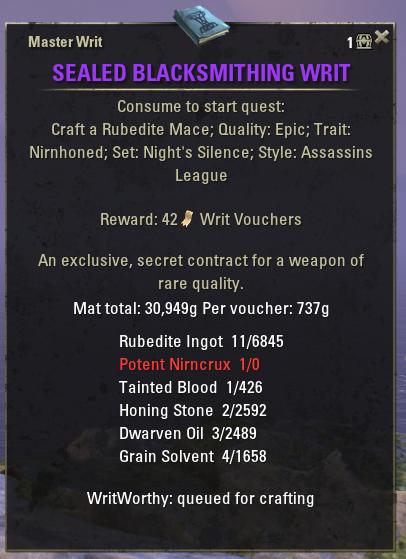 Master Writ 1
SEALED BLACKSMITHING WRIT
Consume to start quest:
Craft a Rubedite Mace; Quality: Epic; Trait:
Nirnhoned; Set: Night's Silence; Style: Assassins
League
Reward: 42 Writ Vouchers
An exclusive, secret contract for a weapon of
rare quality.
Mat total: 30,949g Per voucher: 737g
Rubedite Ingot 11/6845
Potent Nirncrux 1/0
Tainted Blood 1/426
Honing Stone 2/2592
Dwarven Oil 3/2489
Grain Solvent 4/1658
WritWorthy: queued for crafting